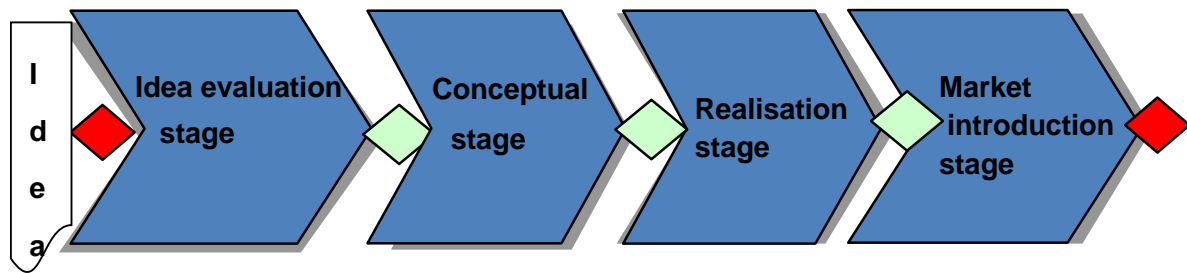 I
d
e
a
Idea evaluation
stage
Conceptual
stage
Realisation
stage
Market
introduction
stage